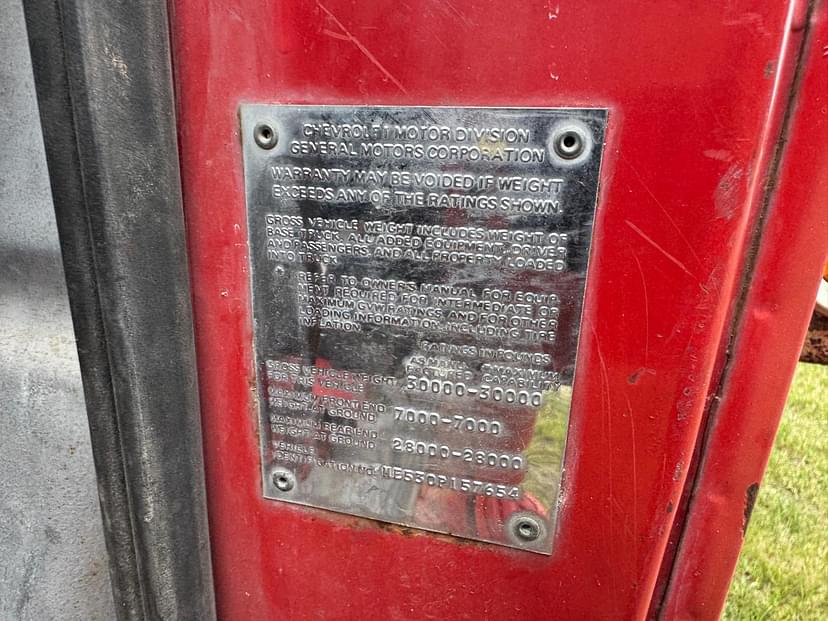 CHEVROLET MOTOR DIVISION
GENERAL MOTORS CORPORATION
WARRANTY MAY BE VOIDED IF WEIGHT
EXCEEDS ANY OF THE RATINGS SHOWN.
GROSS VEHICLE WEIGHT INCLUDES WEIGHT OF
BASE TRUCK, ALL ADDED EQUIPMENT, DRIVER
AND PASSENGERS, AND ALL PROPERTY LOADED
INTO TRUCK
REFER TO OWNER'S MANUAL FOR EQUIP-
MENT REQUIRED FOR INTERMEDIATE OR
MAXIMUM GVW RATINGS, AND FOR OTHER
LOADING INFORMATION, INCLUDING TIRE
INFLATION
RATINGS IN POUNDS
AS MANU- MAXIMUM
FACTURED CAPABILITY
GROSS VEHICLE WEIGHT
FOR THIS VEHICLE 30000-30000
MAXIMUM FRONT END
WEIGHT AT GROUND 7000-7000
MAXIMUM REAR END
WEIGHT AT GROUND 23000-23000
VEHICLE
IDENTIFICATION NO. HE530P157654